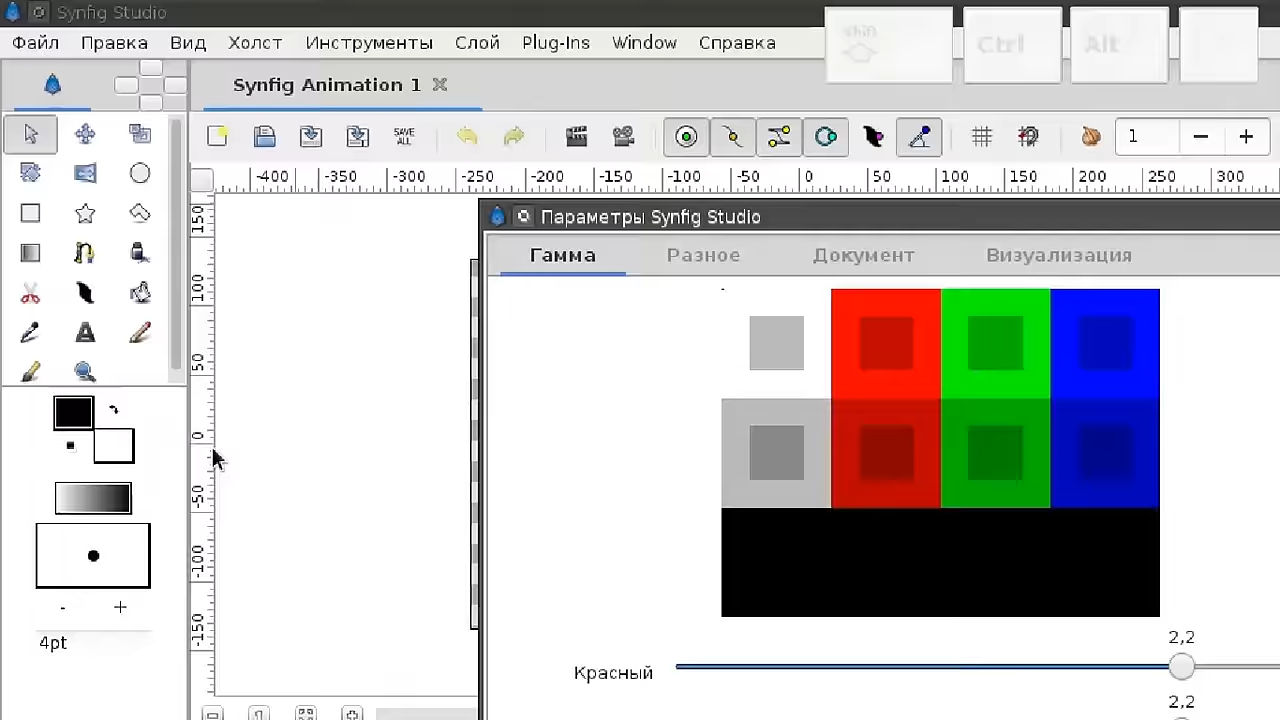 Synfig Studio
Файл Правка Вид Холст Инструменты Слой Plug-Ins Window Справка
shift Ctrl Alt
Synfig Animation 1
SAVE ALL
1
-400 -350 -300 -250 -200 -150 -100 -50 0 50 100 150 200 250 300
150
100
50
0
-50
-100
-150
Параметры Synfig Studio
Гамма Разное Документ Визуализация
- +
4pt
2,2
Красный
2,2